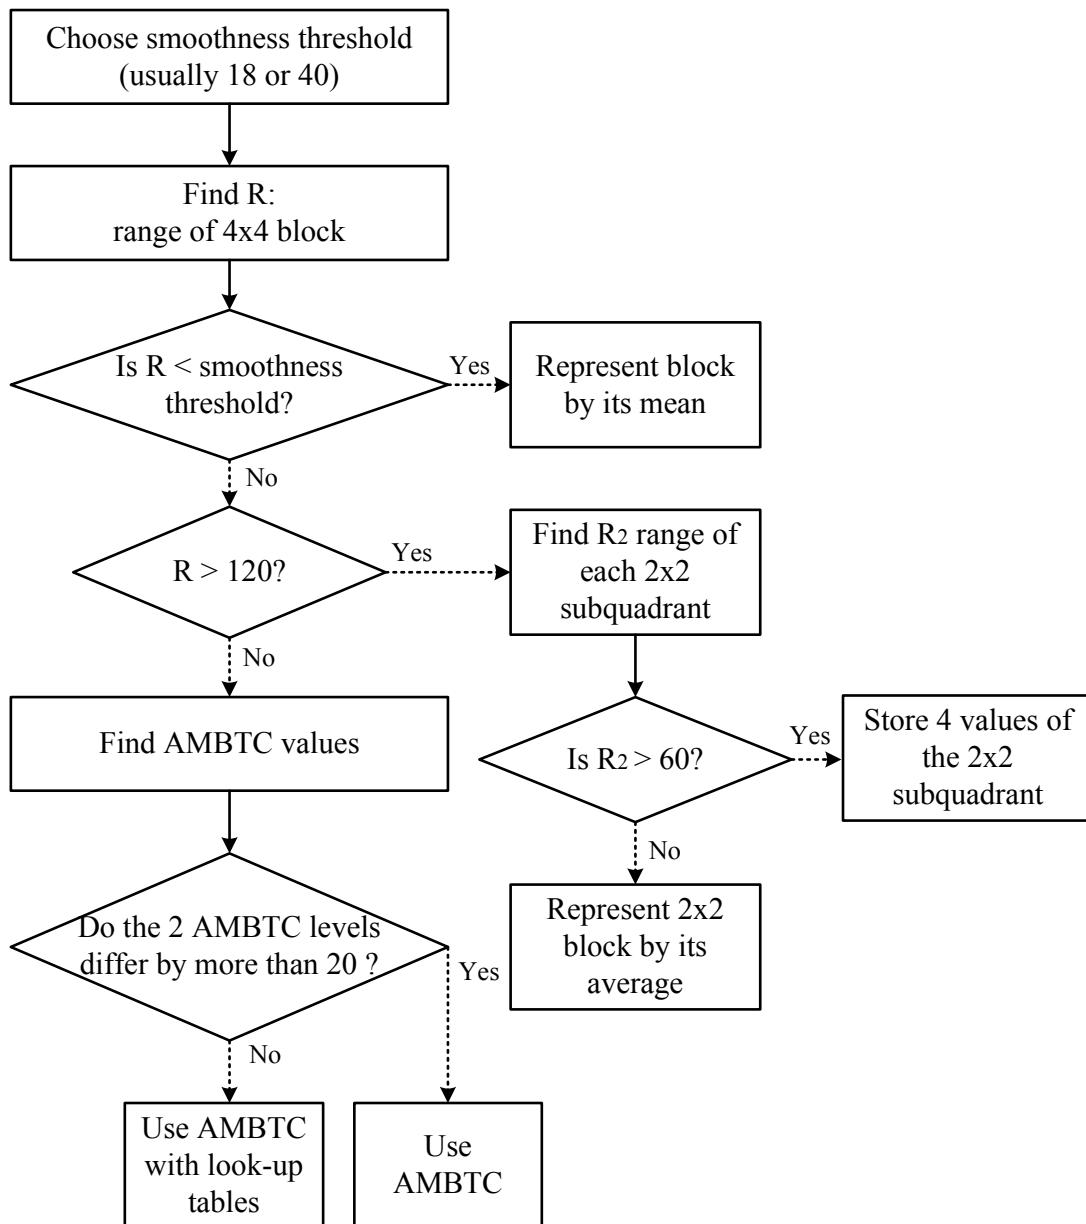 Choose smoothness threshold
(usually 18 or 40)
Find R:
range of 4x4 block
Is R < smoothness
threshold?
Yes
Represent block
by its mean
No
R > 120?
Yes
Find R2 range of
each 2x2
subquadrant
No
Find AMBTC values
Is R2 > 60?
Yes
Store 4 values of
the 2x2
subquadrant
No
Represent 2x2
block by its
average
Do the 2 AMBTC levels
differ by more than 20 ?
Yes
No
Use AMBTC
with look-up
tables
Use
AMBTC